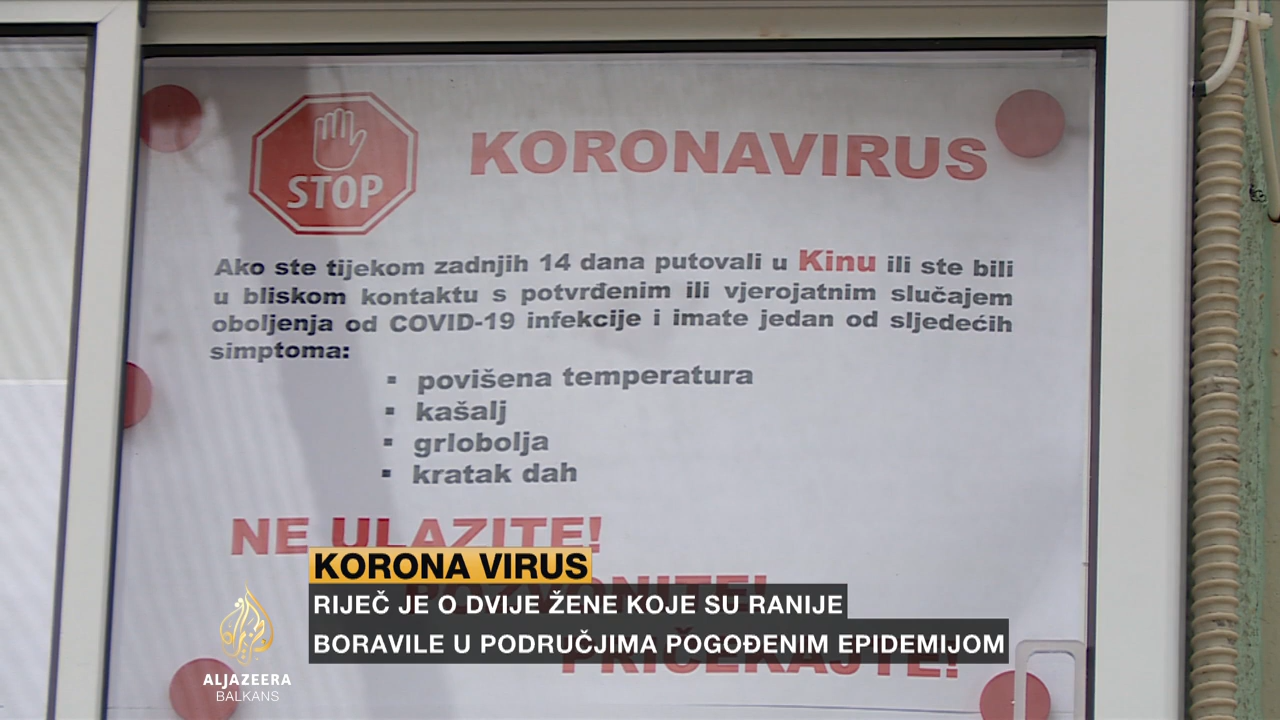 STOP
KORONAVIRUS
Ako ste tijekom zadnjih 14 dana putovali u Kinu ili ste bili
u bliskom kontaktu s potvrđenim ili vjerojatnim slučajem
oboljenja od COVID-19 infekcije i imate jedan od sljedećih
simptoma:
▪ povišena temperatura
▪ kašalj
▪ grlobolja
▪ kratak dah
NE ULAZITE!
POZVONITE!
PRIČEKAJTE!
KORONA VIRUS
RIJEČ JE O DVIJE ŽENE KOJE SU RANIJE
BORAVILE U PODRUČJIMA POGOĐENIM EPIDEMIJOM
ALJAZEERA
BALKANS